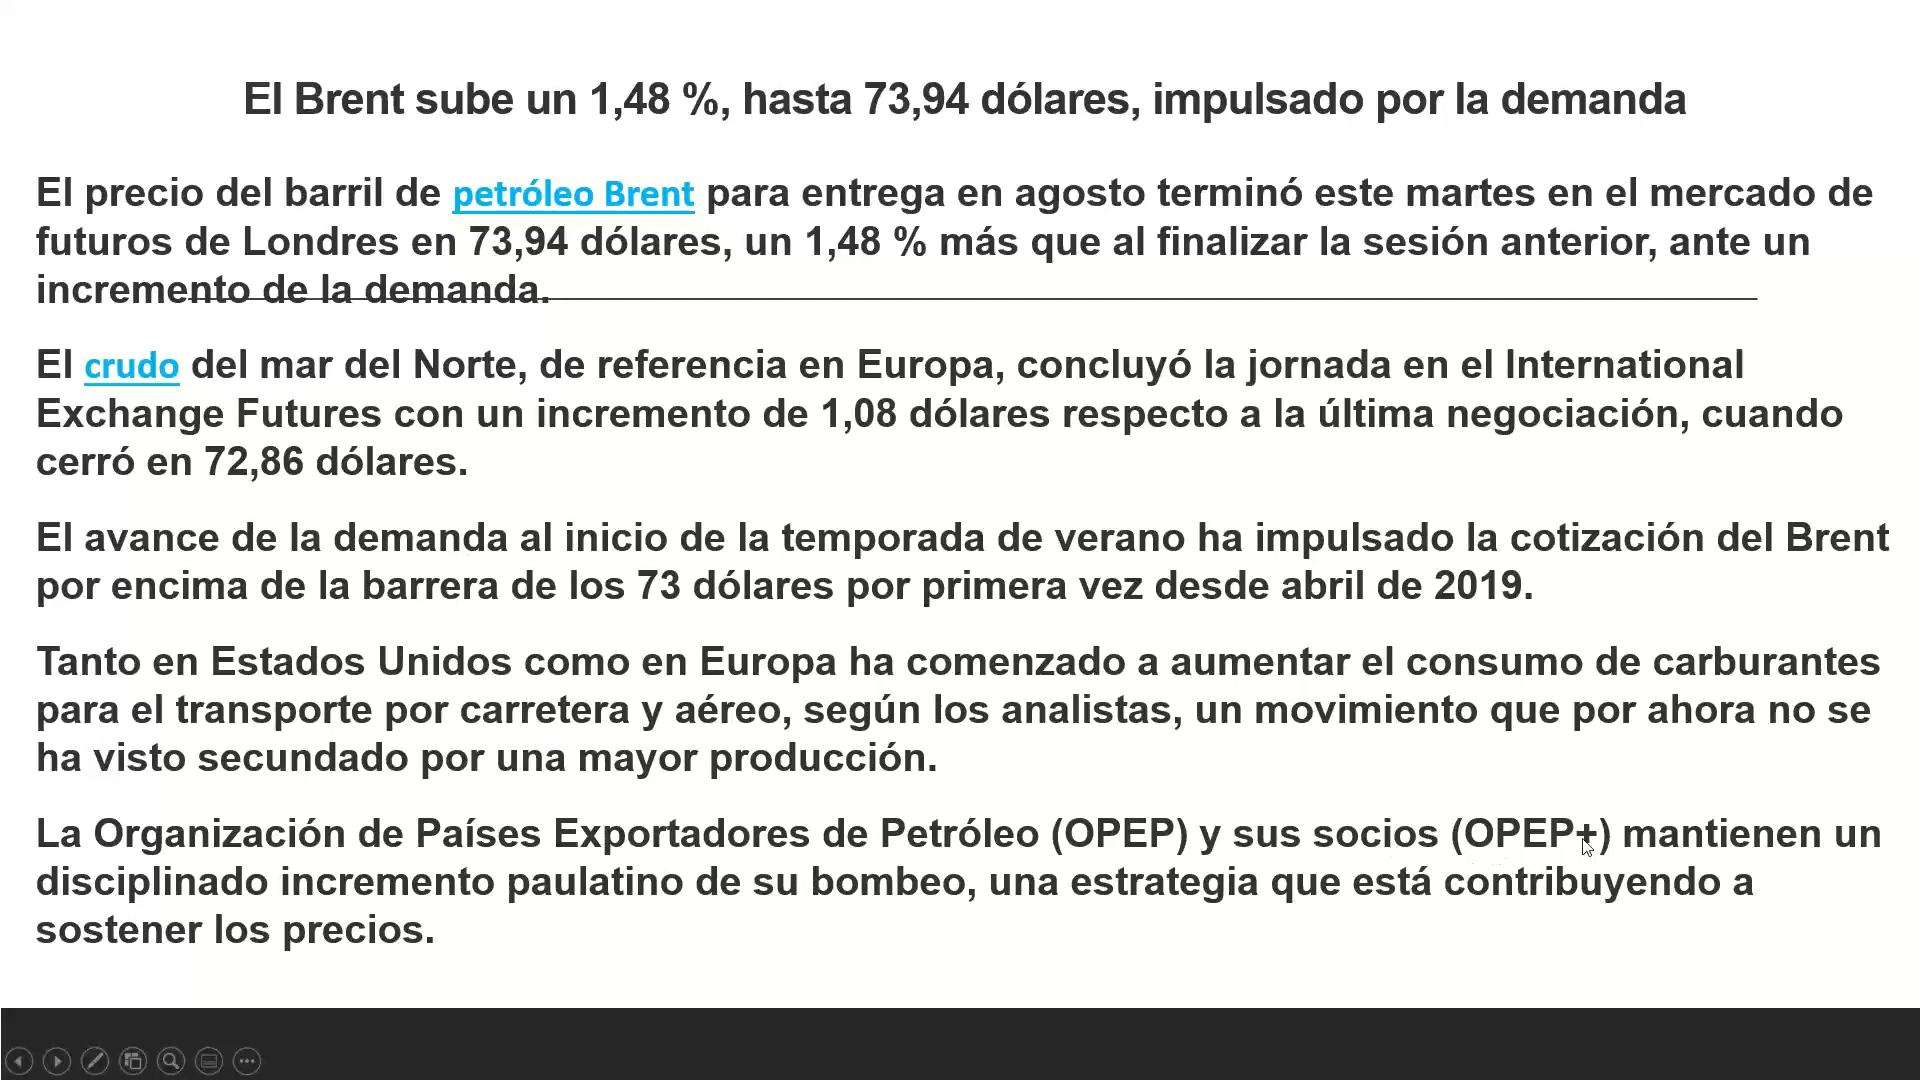 El Brent sube un 1,48 %, hasta 73,94 dólares, impulsado por la demanda
El precio del barril de petróleo Brent para entrega en agosto terminó este martes en el mercado de
futuros de Londres en 73,94 dólares, un 1,48 % más que al finalizar la sesión anterior, ante un
incremento de la demanda.
El crudo del mar del Norte, de referencia en Europa, concluyó la jornada en el International
Exchange Futures con un incremento de 1,08 dólares respecto a la última negociación, cuando
cerró en 72,86 dólares.
El avance de la demanda al inicio de la temporada de verano ha impulsado la cotización del Brent
por encima de la barrera de los 73 dólares por primera vez desde abril de 2019.
Tanto en Estados Unidos como en Europa ha comenzado a aumentar el consumo de carburantes
para el transporte por carretera y aéreo, según los analistas, un movimiento que por ahora no se
ha visto secundado por una mayor producción.
La Organización de Países Exportadores de Petróleo (OPEP) y sus socios (OPEP+) mantienen un
disciplinado incremento paulatino de su bombeo, una estrategia que está contribuyendo a
sostener los precios.